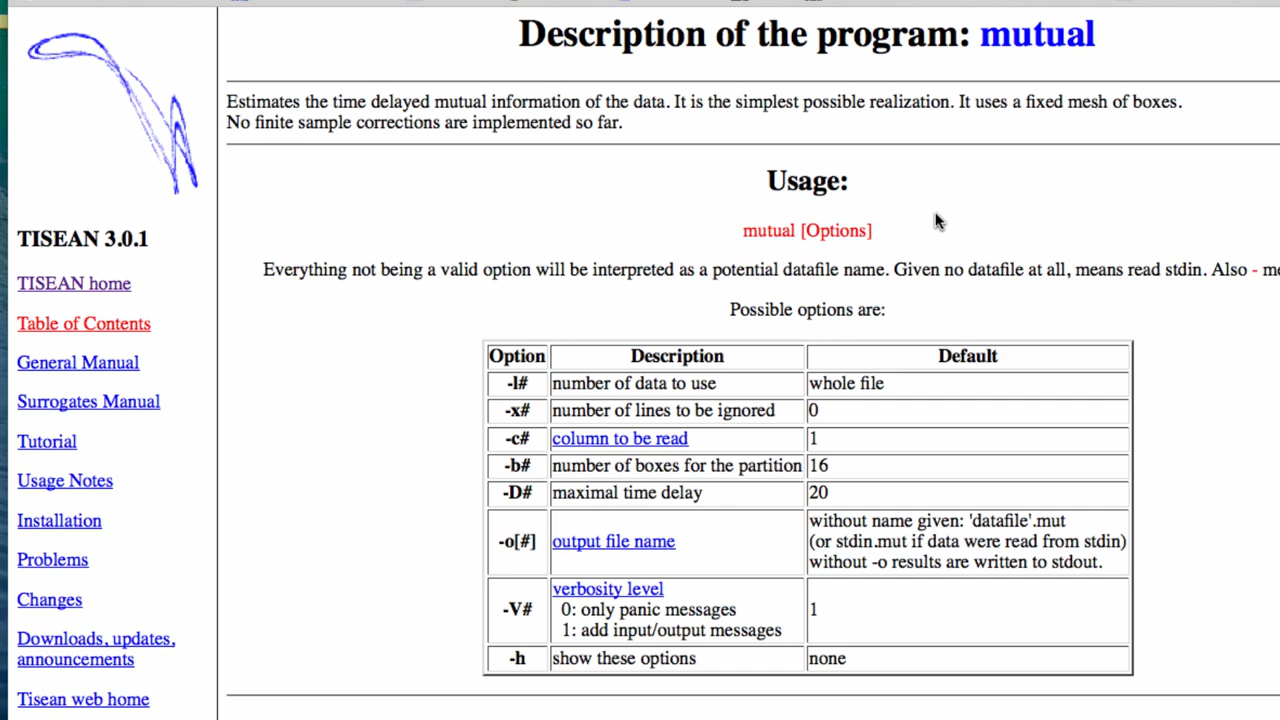 Description of the program: mutual
Estimates the time delayed mutual information of the data. It is the simplest possible realization. It uses a fixed mesh of boxes.
No finite sample corrections are implemented so far.
Usage:
mutual [Options]
Everything not being a valid option will be interpreted as a potential datafile name. Given no datafile at all, means read stdin. Also -
Possible options are:
Option Description Default
-l# number of data to use whole file
-x# number of lines to be ignored 0
-c# column to be read 1
-b# number of boxes for the partition 16
-D# maximal time delay 20
-o[#] output file name
without name given: 'datafile'.mut
(or stdin.mut if data were read from stdin)
without -o results are written to stdout.
-V# verbosity level
0: only panic messages
1: add input/output messages
1
-h show these options none
TISEAN 3.0.1
TISEAN home
Table of Contents
General Manual
Surrogates Manual
Tutorial
Usage Notes
Installation
Problems
Changes
Downloads, updates,
announcements
Tisean web home